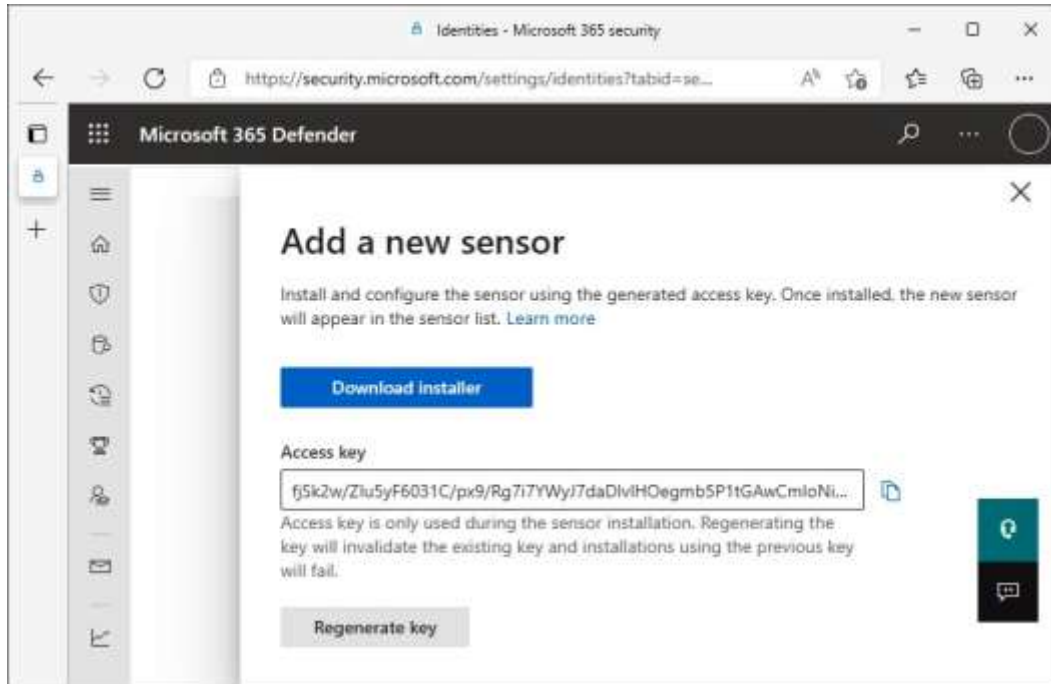 Identities - Microsoft 365 security
https://security.microsoft.com/settings/identities?tabid=se...
Microsoft 365 Defender
Add a new sensor
Install and configure the sensor using the generated access key. Once installed, the new sensor
will appear in the sensor list. Learn more
Download installer
Access key
fj5k2w/Zlu5yF6031C/px9/Rg7i7YWyJ7daDlvlHOegmb5P1tGAwCmloNi...
Access key is only used during the sensor installation. Regenerating the
key will invalidate the existing key and installations using the previous key
will fail.
Regenerate key